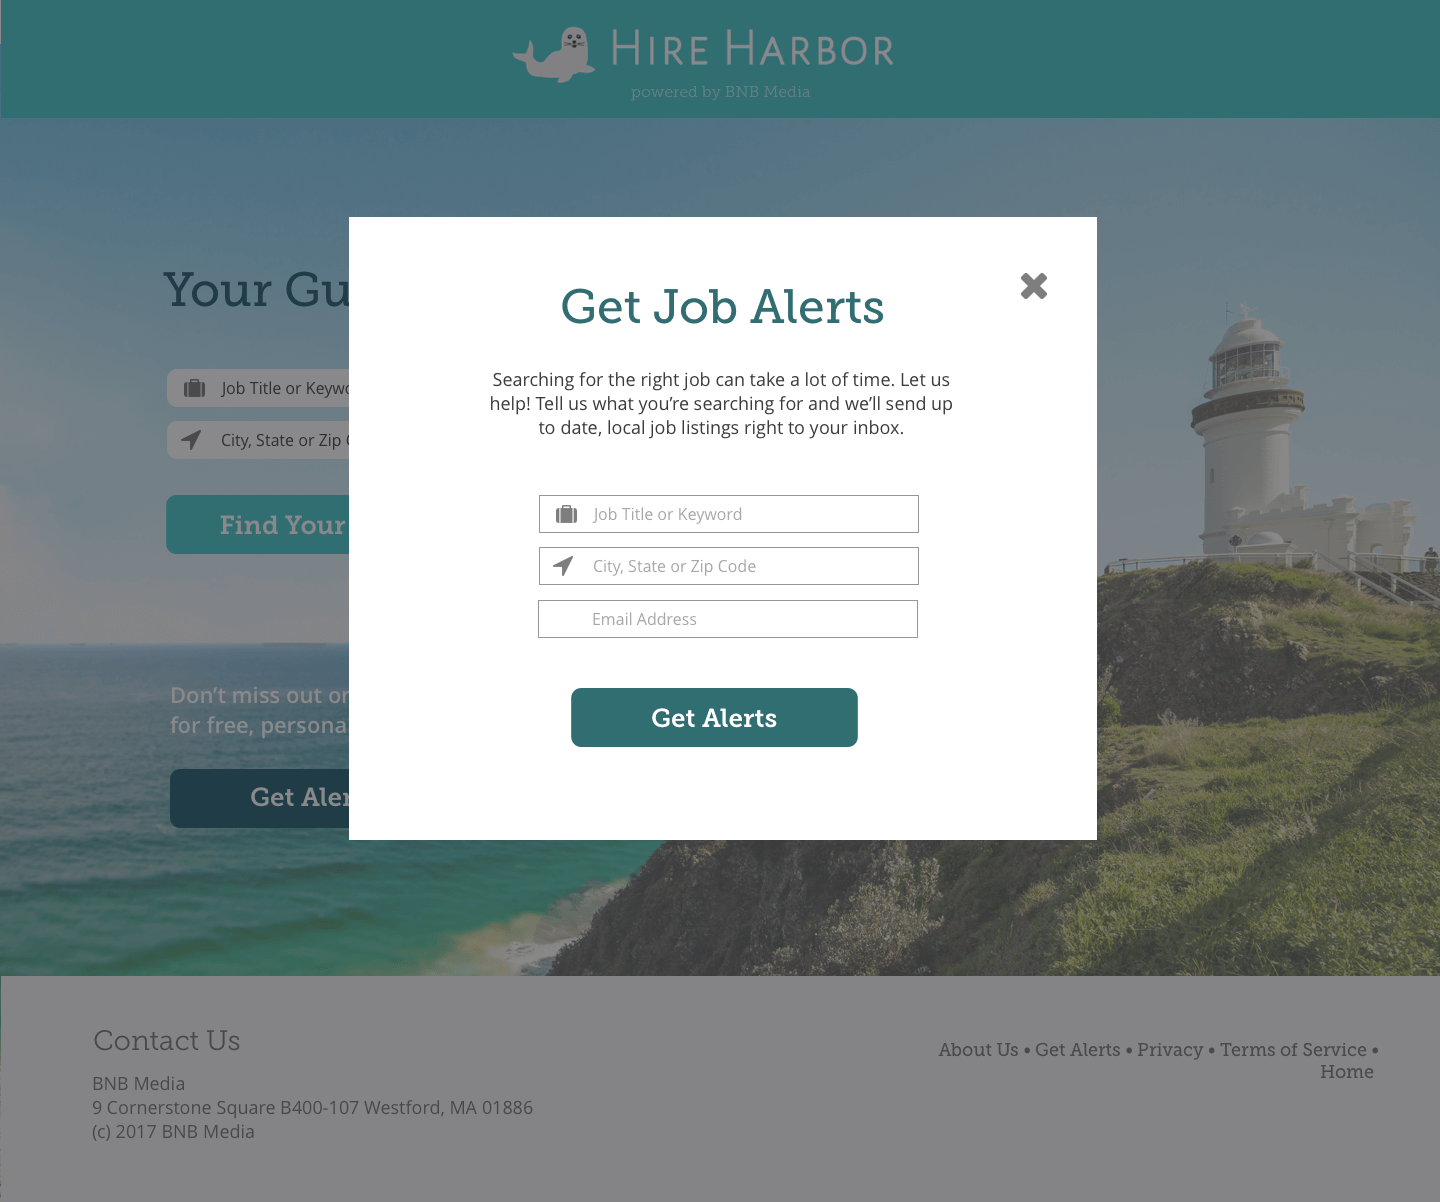 HIRE HARBOR
powered by BNB Media
Your Gu
Job Title or Keywo
City, State or Zip
Find Your
Don't miss out or
for free, persona
Get Aler
Get Job Alerts
Searching for the right job can take a lot of time. Let us
help! Tell us what you're searching for and we'll send up
to date, local job listings right to your inbox.
Job Title or Keyword
City, State or Zip Code
Email Address
Get Alerts
Contact Us
BNB Media
9 Cornerstone Square B400-107 Westford, MA 01886
(c) 2017 BNB Media
About Us • Get Alerts • Privacy • Terms of Service •
Home